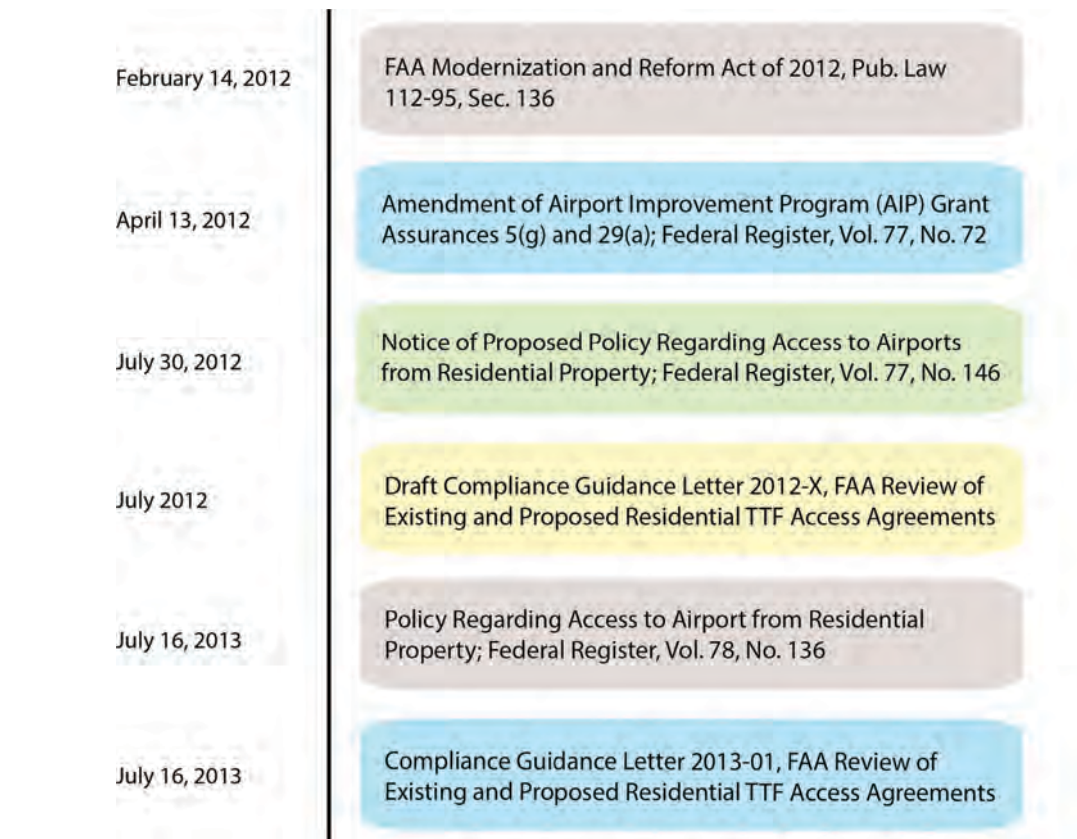 February 14, 2012
FAA Modernization and Reform Act of 2012, Pub. Law
112-95, Sec. 136
April 13, 2012
Amendment of Airport Improvement Program (AIP) Grant
Assurances 5(g) and 29(a); Federal Register, Vol. 77, No. 72
July 30, 2012
Notice of Proposed Policy Regarding Access to Airports
from Residential Property; Federal Register, Vol. 77, No. 146
July 2012
Draft Compliance Guidance Letter 2012-X, FAA Review of
Existing and Proposed Residential TTF Access Agreements
July 16, 2013
Policy Regarding Access to Airport from Residential
Property; Federal Register, Vol. 78, No. 136
July 16, 2013
Compliance Guidance Letter 2013-01, FAA Review of
Existing and Proposed Residential TTF Access Agreements